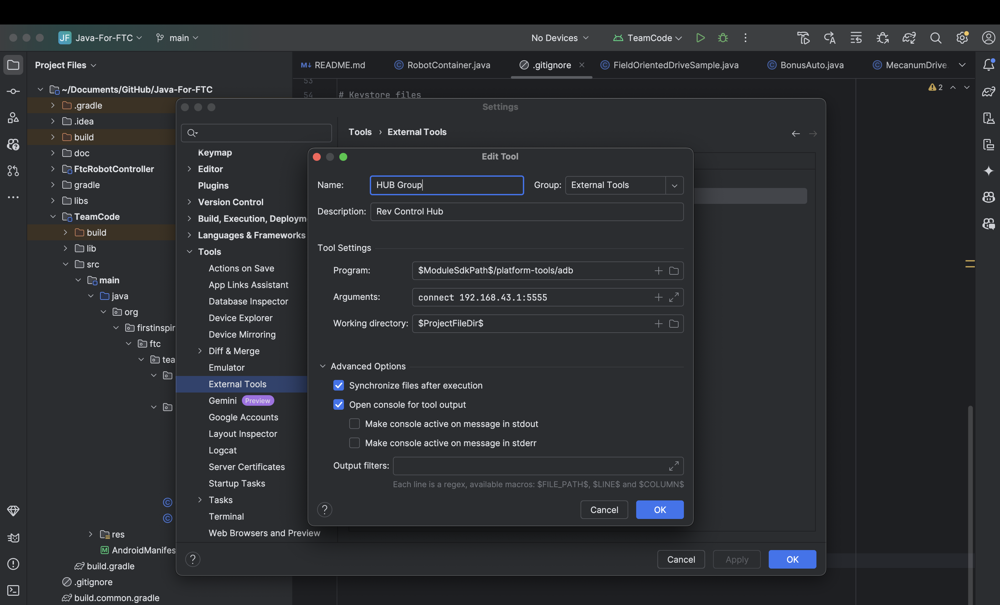 JF Java-For-FTC main No Devices TeamCode
Project Files
~/Documents/GitHub/Java-For-FTC
.gradle
.idea
build
doc
FtcRobotController
gradle
libs
TeamCode
build
lib
src
main
java
org
firstinspir
ftc
tea
C
C
res
M AndroidManifes
build.gradle
.gitignore
build.common.gradle
M↓ README.md C RobotContainer.java .gitignore C FieldOrientedDriveSample.java C BonusAuto.java C MecanumDrive.
53
54 # Keystore files
2
Settings
Keymap
Editor
Plugins
Version Control
Build, Execution, Deploym
Languages & Frameworks
Tools
Actions on Save
App Links Assistant
Database Inspector
Device Explorer
Device Mirroring
Diff & Merge
Emulator
External Tools
Gemini Preview
Google Accounts
Layout Inspector
Logcat
Server Certificates
Startup Tasks
Tasks
Terminal
Web Browsers and Preview
Tools › External Tools
Edit Tool
Name: HUB Group Group: External Tools
Description: Rev Control Hub
Tool Settings
Program: $ModuleSdkPath$/platform-tools/adb
Arguments: connect 192.168.43.1:5555
Working directory: $ProjectFileDir$
Advanced Options
Synchronize files after execution
Open console for tool output
Make console active on message in stdout
Make console active on message in stderr
Output filters:
Each line is a regex, available macros: $FILE_PATH$, $LINE$ and $COLUMN$
? Cancel OK
? Cancel Apply OK